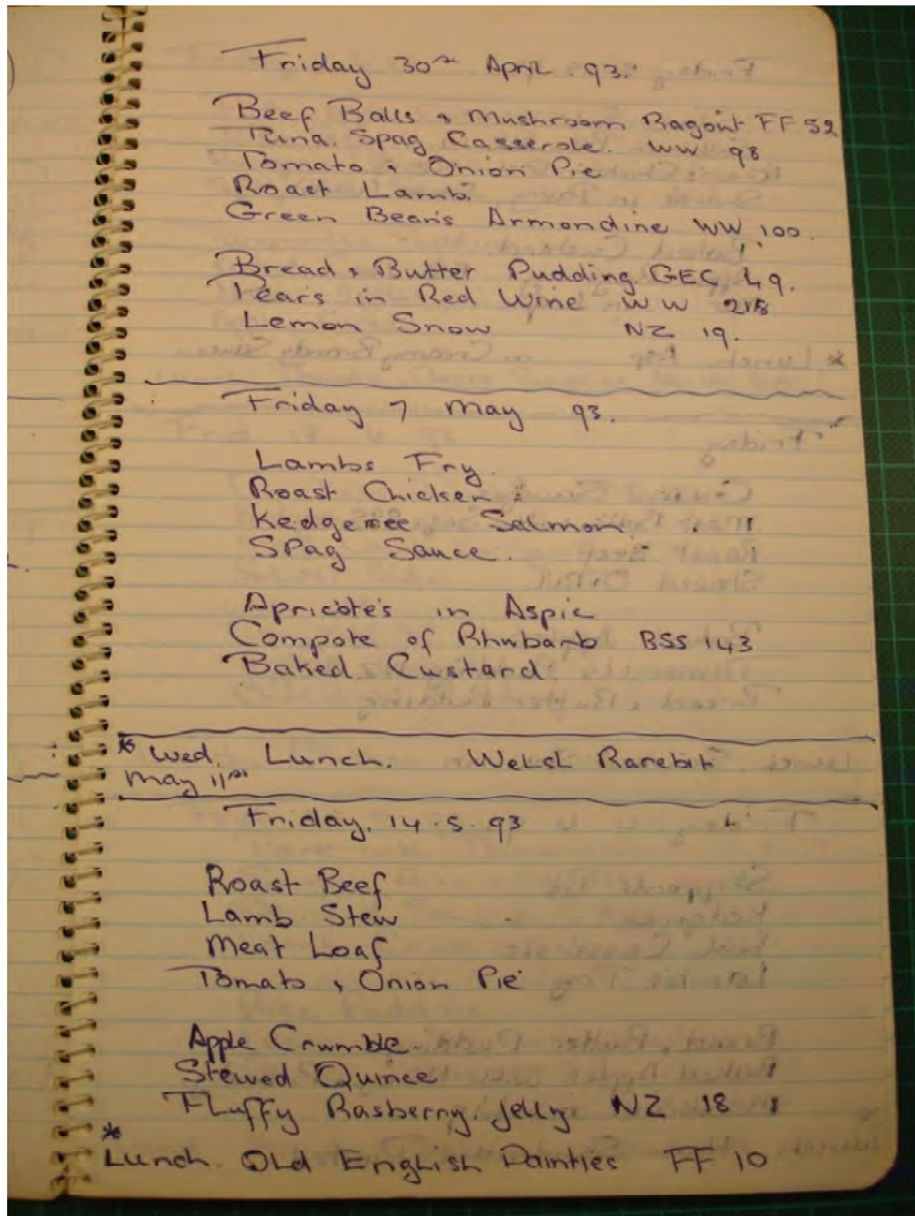 Friday 30th April. 93.
Beef Balls & Mushroom Ragout FF 52
Tuna. Spag Casserole. WW 98
Tomato & Onion Pie
Roast Lamb.
Green Bean's Armondine WW 100.
Bread & Butter Pudding GEC 49.
Pears in Red Wine WW 218
Lemon Snow NZ 19.
Friday 7 May 93.
Lambs Fry.
Roast Chicken.
Kedgeree Salmon.
SPag Sauce.
Apricote's in Aspic
Compote of Rhubarb BSS 143
Baked Custard
* Wed. Lunch. Welsh Rarebit
May 11th
Friday. 14.5.93
Roast Beef
Lamb Stew
Meat Loaf
Tomato & Onion Pie
Apple Crumble
Stewed Quince
Fluffy Rasberry Jelly NZ 18
*
Lunch. Old English Dainties FF 10